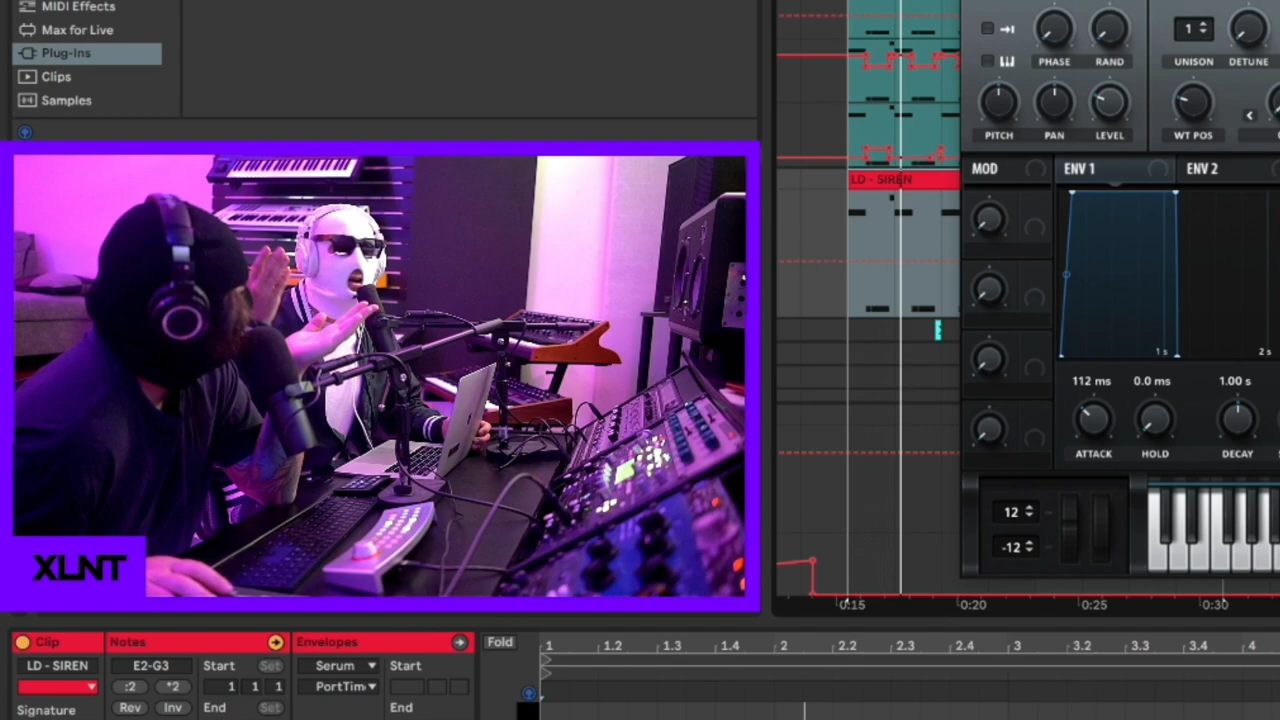 MIDI Effects
Max for Live
Plug-Ins
Clips
Samples
XLNT
LD - SIREN
PHASE RAND
PITCH PAN LEVEL
1
UNISON DETUNE
WT POS
MOD ENV 1 ENV 2
1 s 2 s
112 ms 0.0 ms 1.00 s
ATTACK HOLD DECAY
12
-12
0:15 0:20 0:25 0:30
Clip Notes Envelopes Fold
1 1.2 1.3 1.4 2 2.2 2.3 2.4 3 3.2 3.3 3.4 4
LD - SIREN E2-G3 Start Set Serum Start
:2 *2 1 1 1 PortTim
Signature Rev Inv End Set End